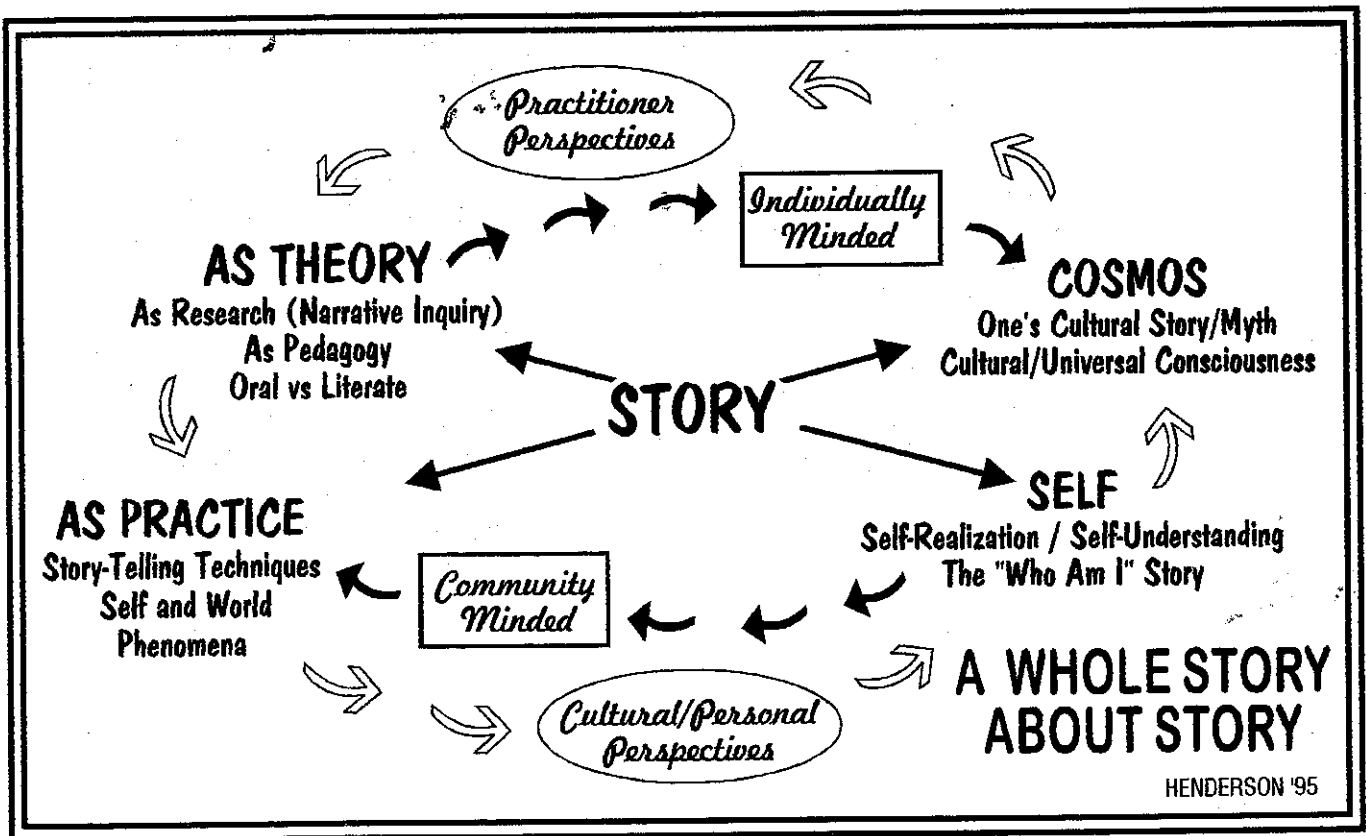 Practitioner
Perspectives
Individually
Minded
AS THEORY
As Research (Narrative Inquiry)
As Pedagogy
Oral vs Literate
COSMOS
One's Cultural Story/Myth
Cultural/Universal Consciousness
STORY
AS PRACTICE
Story-Telling Techniques
Self and World
Phenomena
SELF
Self-Realization / Self-Understanding
The "Who Am I" Story
Community
Minded
Cultural/Personal
Perspectives
A WHOLE STORY
ABOUT STORY
HENDERSON '95